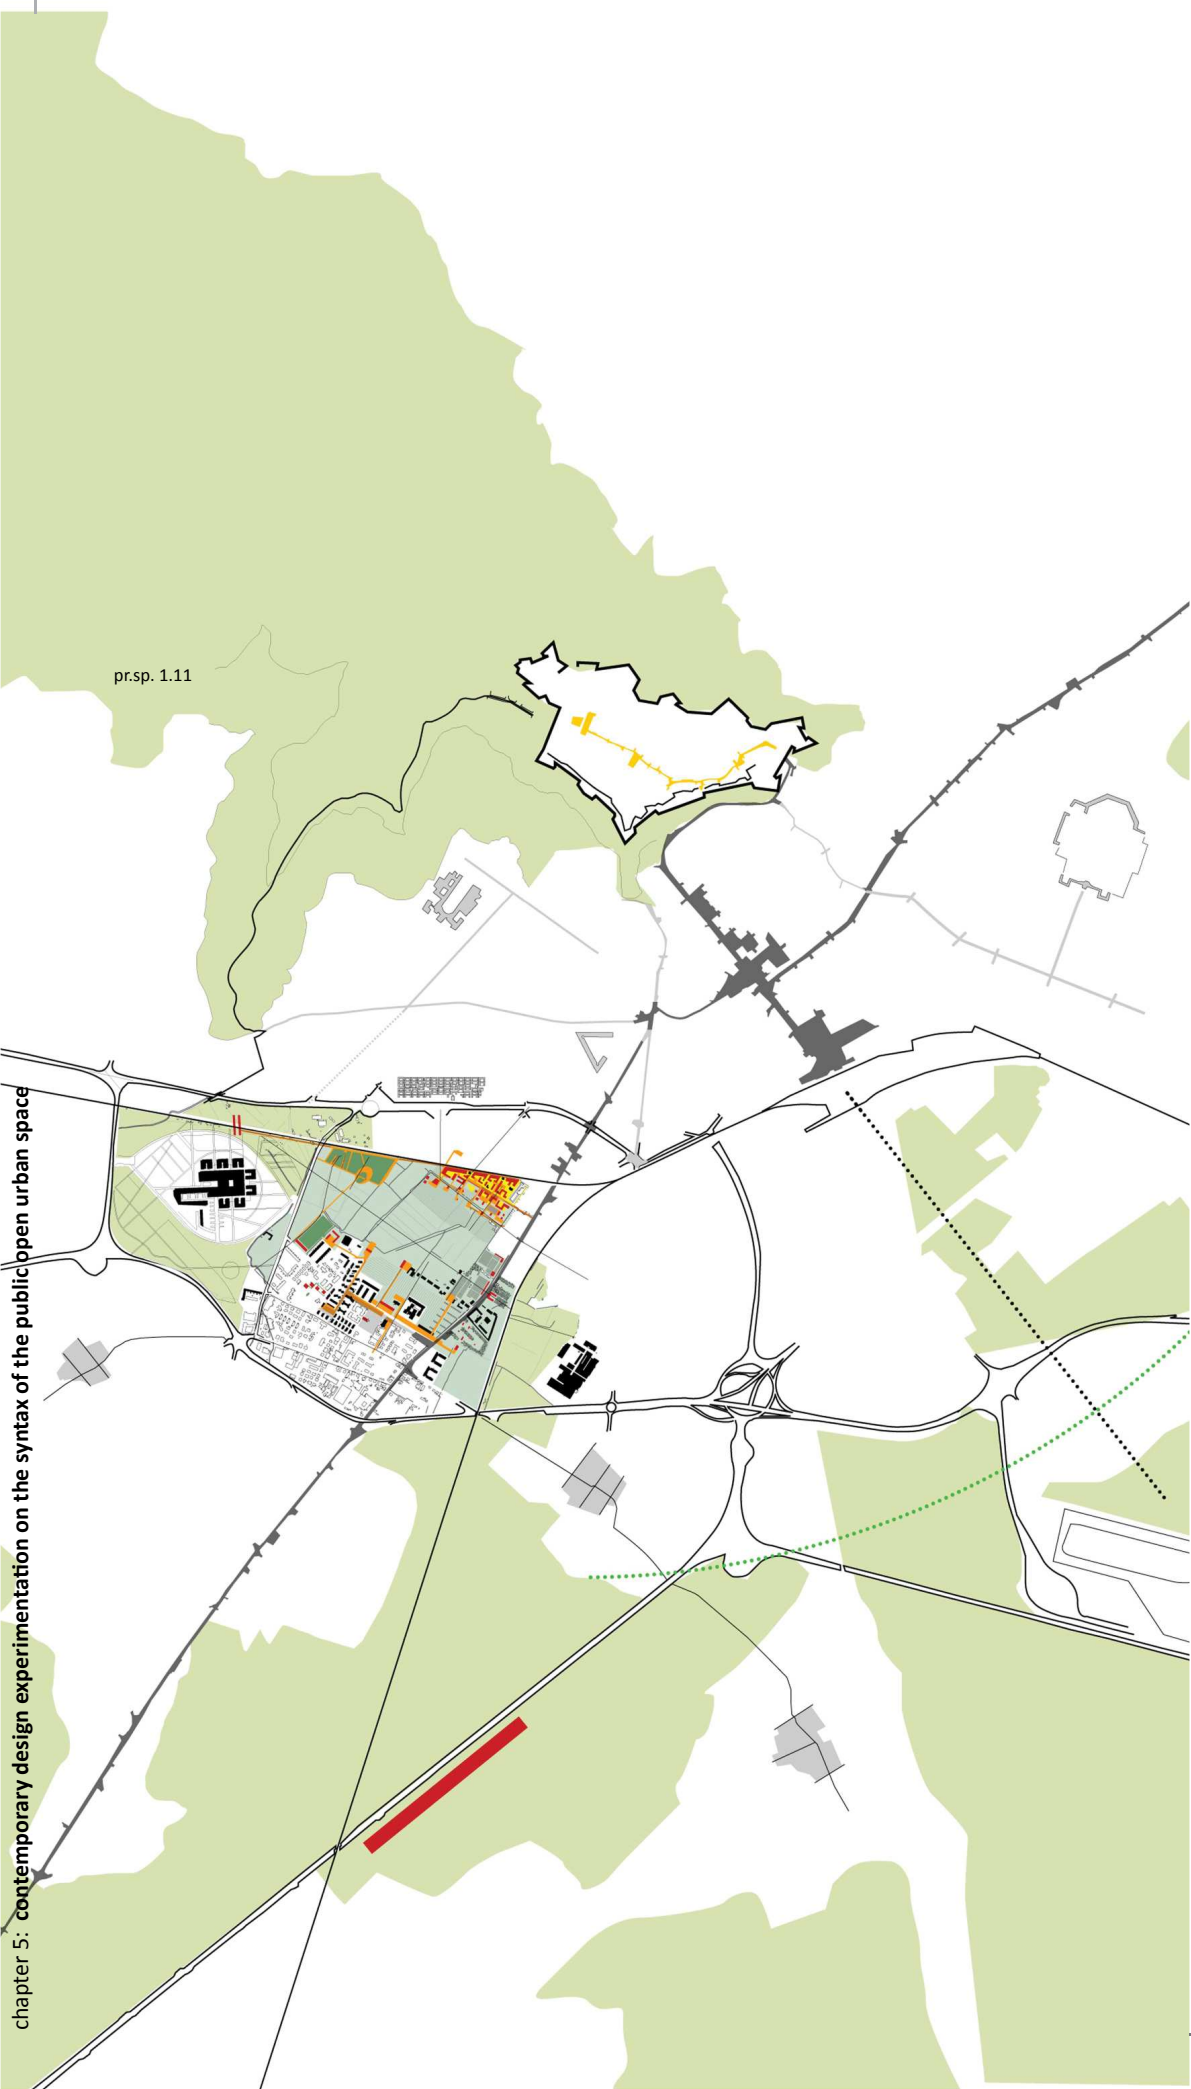 pr.sp. 1.11
chapter 5: contemporary design experimentation on the syntax of the public open urban space